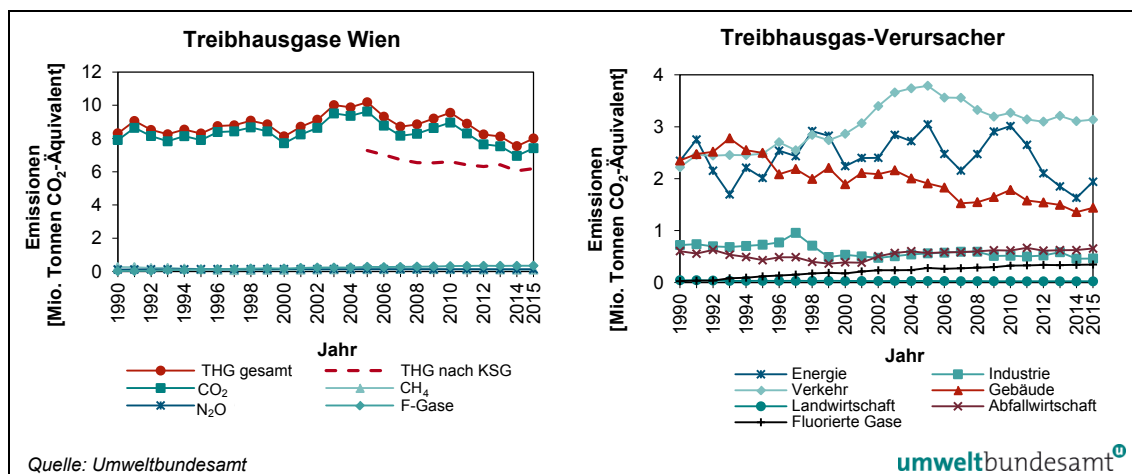 Treibhausgase Wien
Emissionen
[Mio. Tonnen CO₂-Äquivalent]
12
10
8
6
4
2
0
1990
1992
1994
1996
1998
2000
2002
2004
2006
2008
2010
2012
2014
2015
Jahr
THG gesamt
THG nach KSG
CO₂
CH₄
N₂O
F-Gase
Treibhausgas-Verursacher
Emissionen
[Mio. Tonnen CO₂-Äquivalent]
4
3
2
1
0
1990
1992
1994
1996
1998
2000
2002
2004
2006
2008
2010
2012
2014
2015
Jahr
Energie
Industrie
Verkehr
Gebäude
Landwirtschaft
Abfallwirtschaft
Fluorierte Gase
Quelle: Umweltbundesamt
umweltbundesamt u